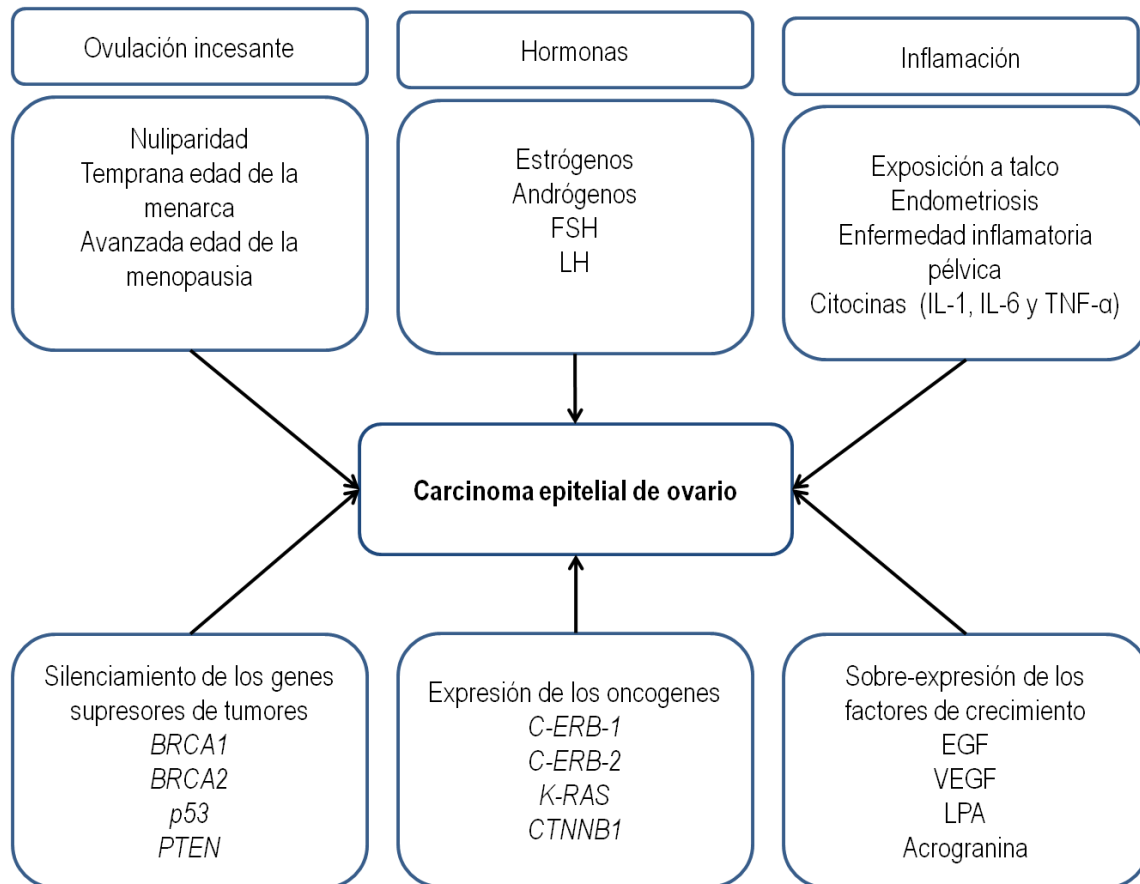 Ovulación incesante
Hormonas
Inflamación
Nuliparidad
Temprana edad de la
menarca
Avanzada edad de la
menopausia
Estrógenos
Andrógenos
FSH
LH
Exposición a talco
Endometriosis
Enfermedad inflamatoria
pélvica
Citocinas (IL-1, IL-6 y TNF-α)
Carcinoma epitelial de ovario
Silenciamiento de los genes
supresores de tumores
BRCA1
BRCA2
p53
PTEN
Expresión de los oncogenes
C-ERB-1
C-ERB-2
K-RAS
CTNNB1
Sobre-expresión de los
factores de crecimiento
EGF
VEGF
LPA
Acrogranina